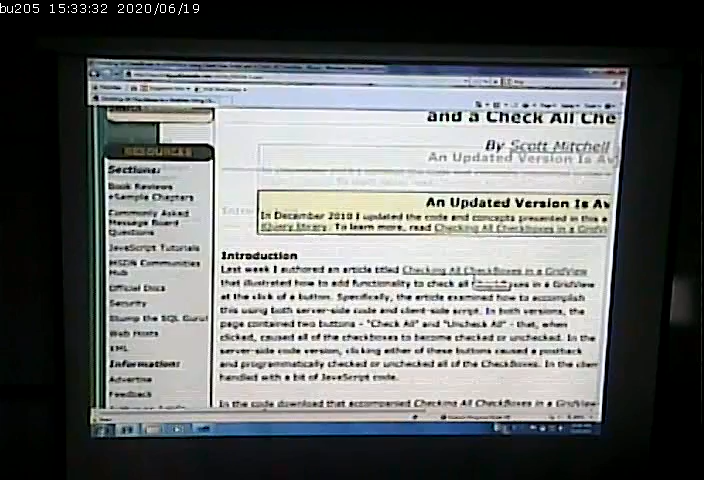 bu205 15:33:32 2020/06/19
and a Check All Che
By Scott Mitchell
An Updated Version Is Av
RESOURCES
Sections:
Book Reviews
Sample Chapters
Commonly Asked
Message Board
Questions
JavaScript Tutorials
MSDN Communities
Hub
Official Docs
Security
Stump the SQL Guru!
Web Hosts
XML
Information:
Advertise
Feedback
An Updated Version Is Av
In December 2010 I updated the code and concepts presented in this a
jQuery library. To learn more, read Checking All CheckBoxes in a GridVi
Introduction
Last week I authored an article titled Checking All CheckBoxes in a GridView
that illustrated how to add functionality to check all in a GridView
at the click of a button. Specifically, the article examined how to accomplish
this using both server-side code and client-side script. In both versions, the
page contained two buttons - "Check All" and "Uncheck All" - that, when
clicked, caused all of the checkboxes to become checked or unchecked. In the
server-side code version, clicking either of these buttons caused a postback
and programmatically checked or unchecked all of the CheckBoxes. In the clien
handled with a bit of JavaScript code.
In the code download that accompanied Checking All CheckBoxes in a GridView